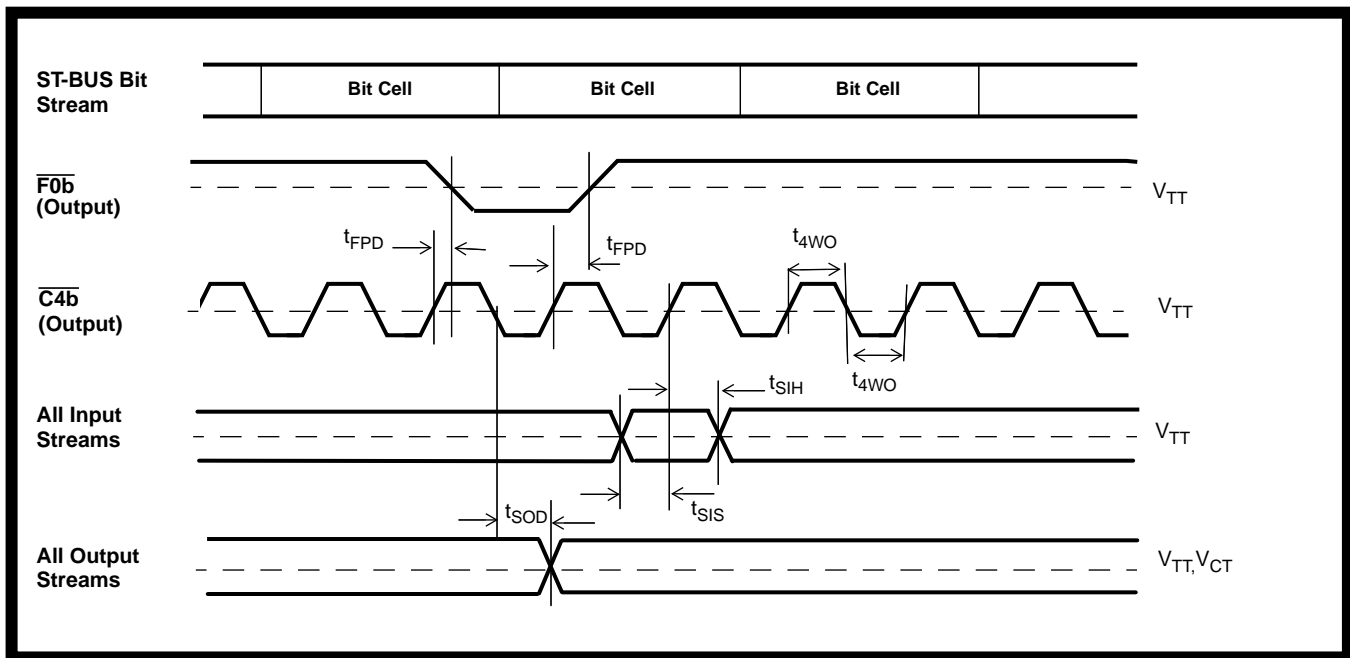 ST-BUS Bit
Stream
Bit Cell
Bit Cell
Bit Cell
F0b
(Output)
VTT
tFPD
tFPD
t4WO
C4b
(Output)
VTT
t4WO
tSIH
All Input
Streams
VTT
tSIS
tSOD
All Output
Streams
VTT,VCT